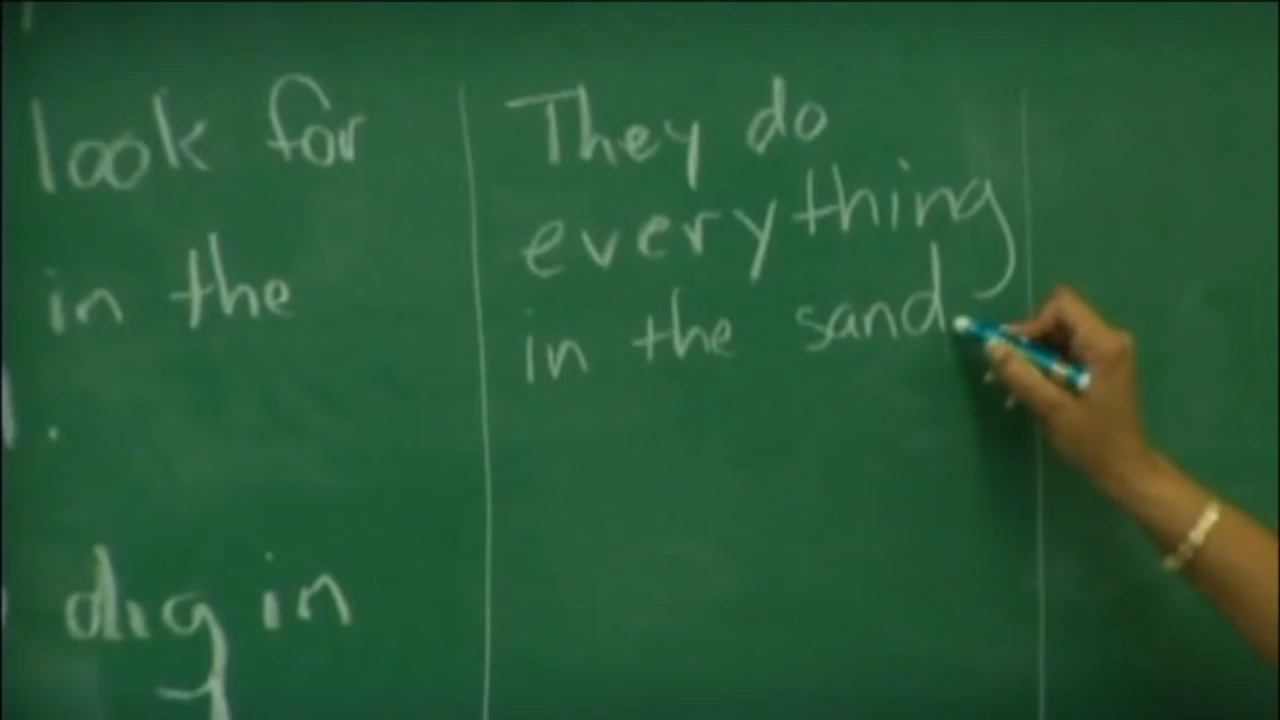 look for
in the
.
dig in
They do
everything
in the sand.